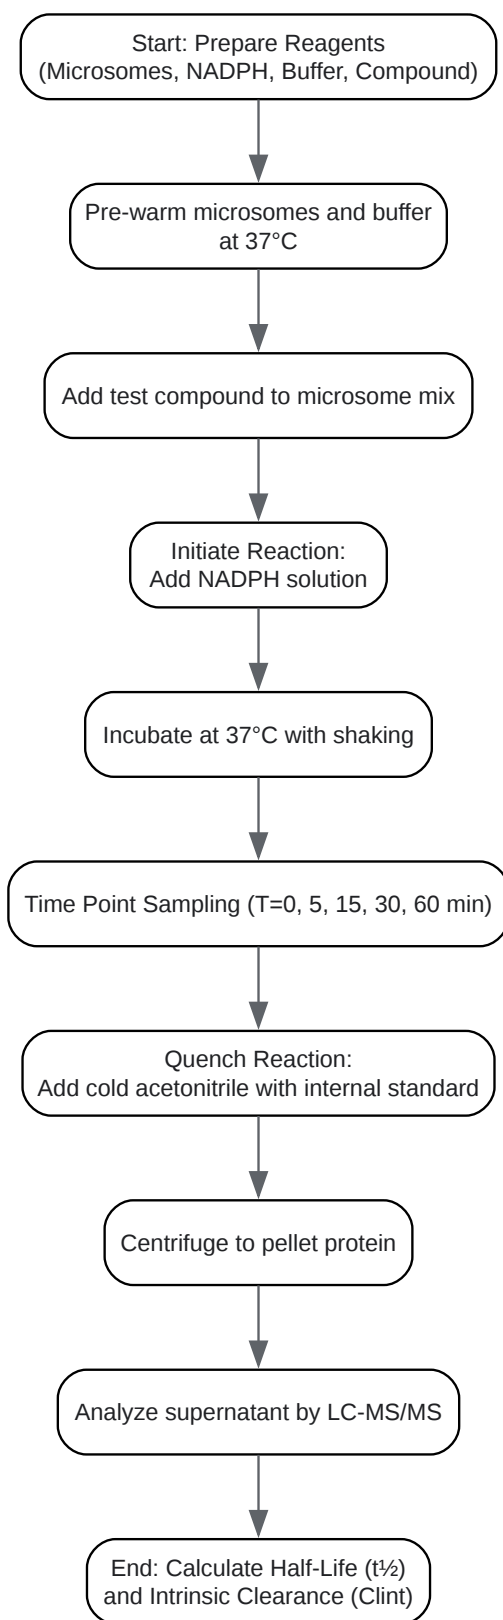 Start: Prepare Reagents
(Microsomes, NADPH, Buffer, Compound)
Pre-warm microsomes and buffer
at 37°C
Add test compound to microsome mix
Initiate Reaction:
Add NADPH solution
Incubate at 37°C with shaking
Time Point Sampling (T=0, 5, 15, 30, 60 min)
Quench Reaction:
Add cold acetonitrile with internal standard
Centrifuge to pellet protein
Analyze supernatant by LC-MS/MS
End: Calculate Half-Life (t½)
and Intrinsic Clearance (Clint)